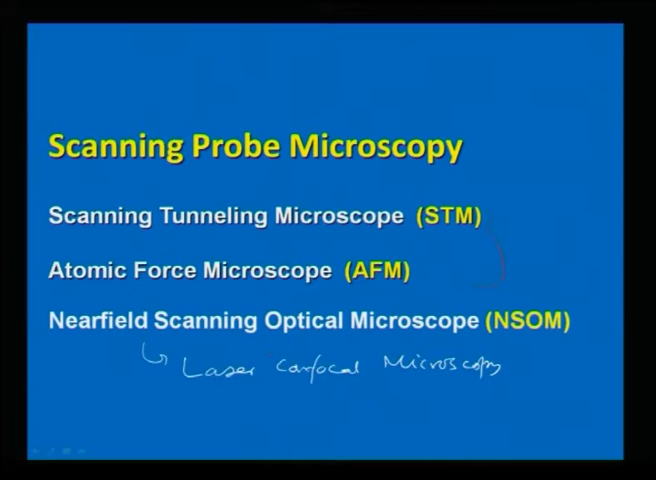 Scanning Probe Microscopy
Scanning Tunneling Microscope (STM)
Atomic Force Microscope (AFM)
Nearfield Scanning Optical Microscope (NSOM)
Laser Confocal Microscopy